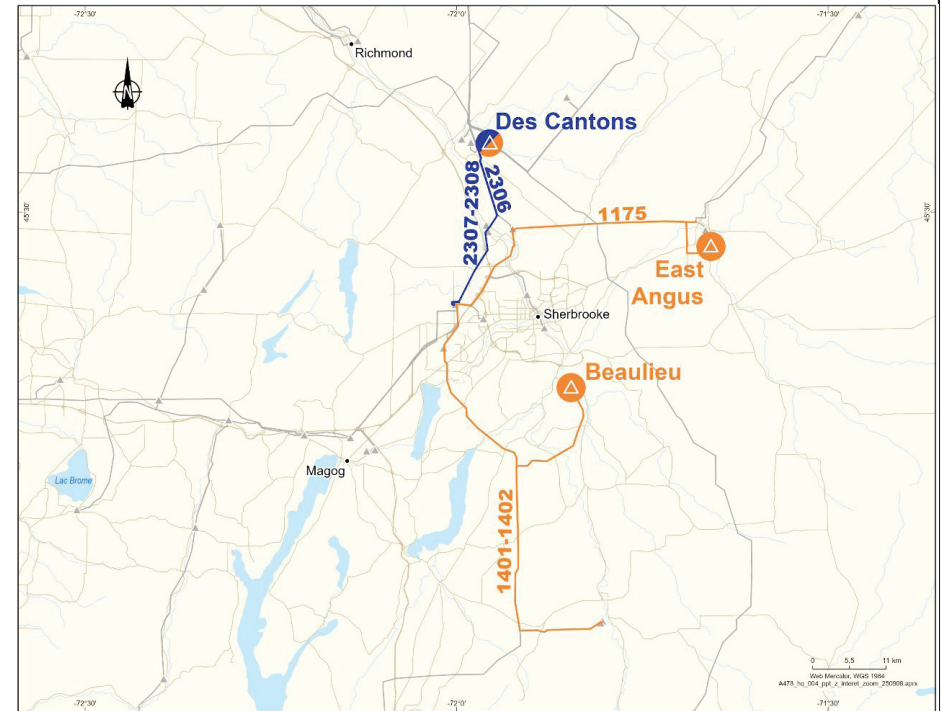 -72°30'
-72°0'
-71°30'
Richmond
N
Des Cantons
2307-2308
2306
1175
45°30'
45°30'
East
Angus
Sherbrooke
Beaulieu
Magog
Lac Brome
1401-1402
0 5,5 11 km
Web Mercator, WGS 1984
A478_hq_004_ppt_z_interet_zoom_250908.aprx
-72°30'
-72°0'
-71°30'